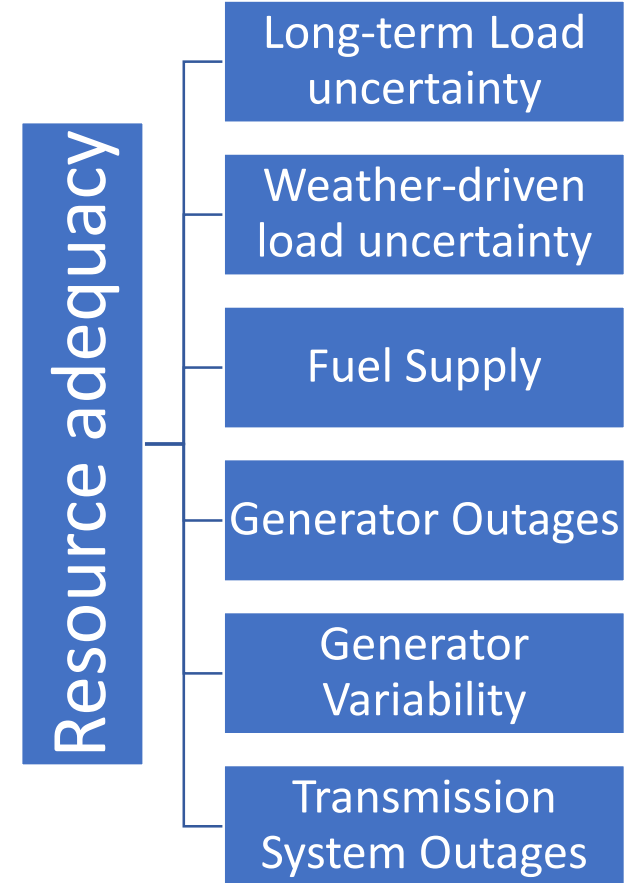 Resource adequacy
Long-term Load
uncertainty
Weather-driven
load uncertainty
Fuel Supply
Generator Outages
Generator
Variability
Transmission
System Outages